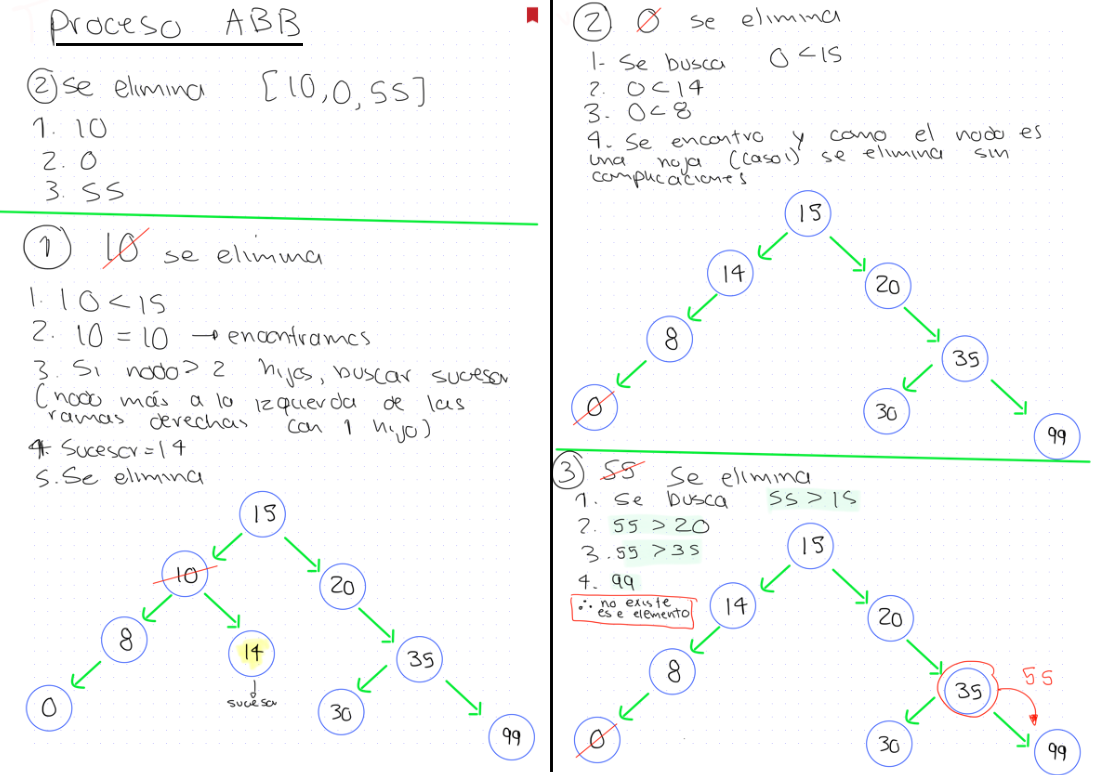 Proceso ABB
② Se elimina [10,0,55]
1. 10
2. 0
3. 55
① 10 se elimina
1. 10 < 15
2. 10 = 10 → encontramos
3. Si nodo > 2 hijos, buscar sucesor
(nodo más a la izquerda de las
ramas derechas con 1 hijo)
4. Sucesor = 14
5. Se elimina
15
10
20
8
14
35
sucesor
0
30
99
② 0 se elimina
1- Se busca 0 < 15
2. 0 < 14
3. 0 < 8
4. Se encontro y como el nodo es
una hoja (caso 1) se elimina sin
complicaciones
15
14
20
8
35
0
30
99
③ 55 Se elimina
1. Se busca 55 > 15
2. 55 > 20
3. 55 > 35
4. 99
∴ no existe
ese elemento
15
14
20
8
35
55
0
30
99